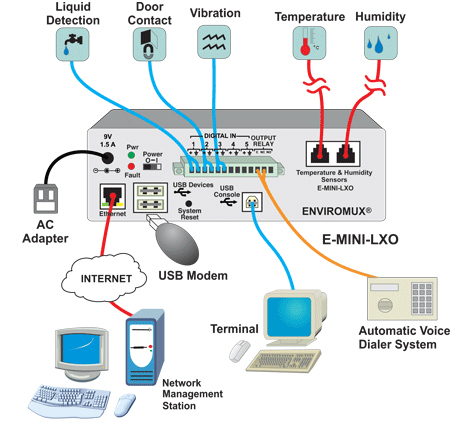 Liquid
Detection
Door
Contact
Vibration
Temperature
Humidity
°C
9V
1.5 A
Pwr
Fault
Power
DIGITAL IN
1 2 3 4 5
OUTPUT
RELAY
Temperature & Humidity
Sensors
E-MINI-LXO
Ethernet
USB Devices
System
Reset
USB
Console
ENVIROMUX®
E-MINI-LXO
AC
Adapter
USB Modem
INTERNET
Terminal
Automatic Voice
Dialer System
Network
Management
Station